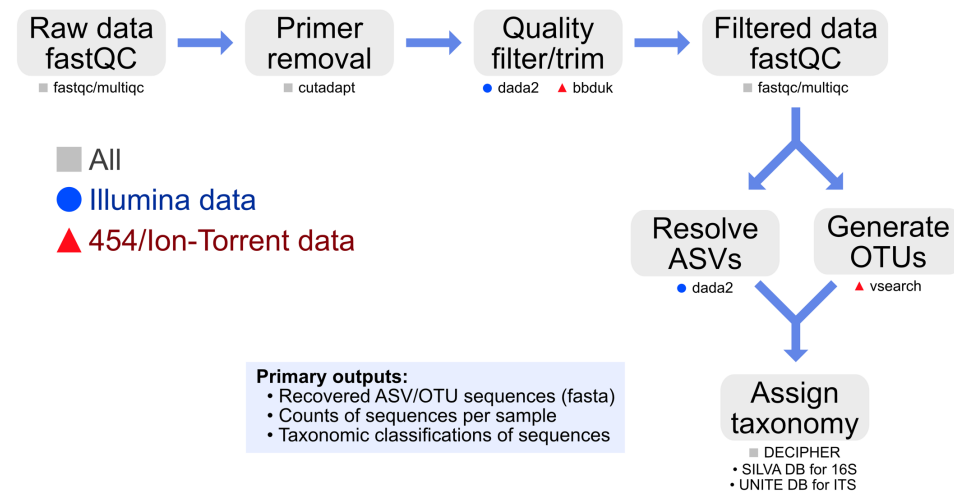 Raw data
fastQC
fastqc/multiqc
Primer
removal
cutadapt
Quality
filter/trim
dada2
bbduk
Filtered data
fastQC
fastqc/multiqc
All
Illumina data
454/Ion-Torrent data
Resolve
ASVs
dada2
Generate
OTUs
vsearch
Primary outputs:
• Recovered ASV/OTU sequences (fasta)
• Counts of sequences per sample
• Taxonomic classifications of sequences
Assign
taxonomy
DECIPHER
• SILVA DB for 16S
• UNITE DB for ITS